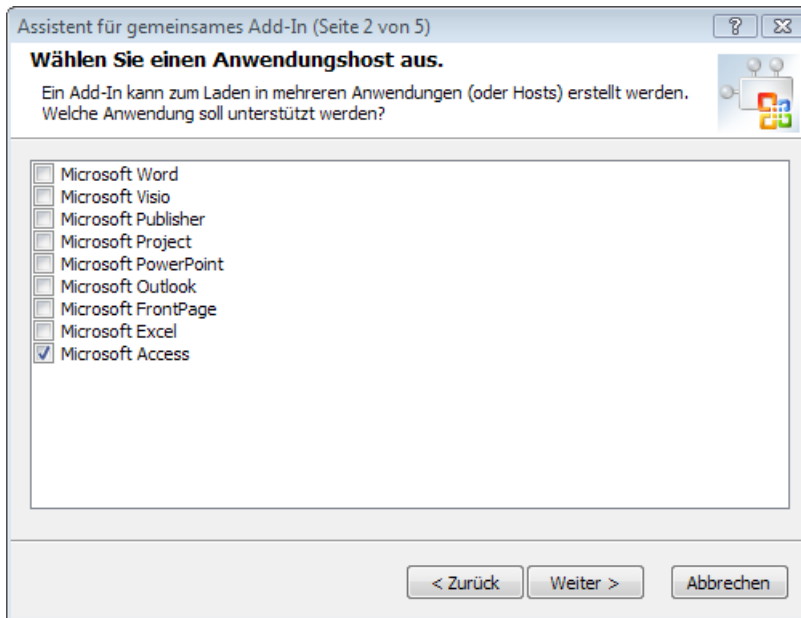 Assistent für gemeinsames Add-In (Seite 2 von 5)
Wählen Sie einen Anwendungshost aus.
Ein Add-In kann zum Laden in mehreren Anwendungen (oder Hosts) erstellt werden.
Welche Anwendung soll unterstützt werden?
Microsoft Word
Microsoft Visio
Microsoft Publisher
Microsoft Project
Microsoft PowerPoint
Microsoft Outlook
Microsoft FrontPage
Microsoft Excel
Microsoft Access
< Zurück Weiter > Abbrechen